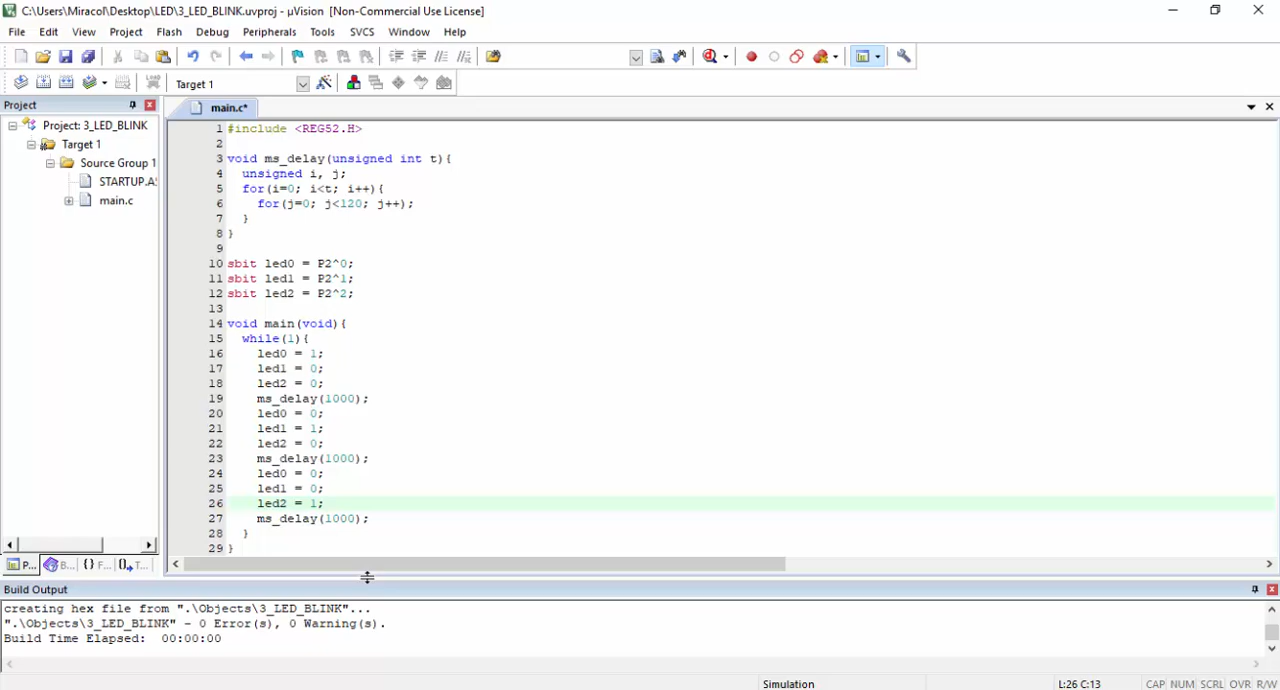 C:\Users\Miracol\Desktop\LED\3_LED_BLINK.uvproj - µVision [Non-Commercial Use License]
File Edit View Project Flash Debug Peripherals Tools SVCS Window Help
Target 1
Project
main.c*
Project: 3_LED_BLINK
Target 1
Source Group 1
STARTUP.A
main.c
1 #include <REG52.H>
2
3 void ms_delay(unsigned int t){
4 unsigned i, j;
5 for(i=0; i<t; i++){
6 for(j=0; j<120; j++);
7 }
8 }
9
10 sbit led0 = P2^0;
11 sbit led1 = P2^1;
12 sbit led2 = P2^2;
13
14 void main(void){
15 while(1){
16 led0 = 1;
17 led1 = 0;
18 led2 = 0;
19 ms_delay(1000);
20 led0 = 0;
21 led1 = 1;
22 led2 = 0;
23 ms_delay(1000);
24 led0 = 0;
25 led1 = 0;
26 led2 = 1;
27 ms_delay(1000);
28 }
29 }
P... B... {} F... 0. T...
Build Output
creating hex file from ".\Objects\3_LED_BLINK"...
".\Objects\3_LED_BLINK" - 0 Error(s), 0 Warning(s).
Build Time Elapsed: 00:00:00
Simulation L:26 C:13 CAP NUM SCRL OVR R/W